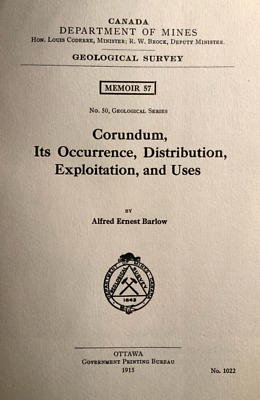 CANADA
DEPARTMENT OF MINES
HON. LOUIS CODERRE, MINISTER; R. W. BROCK, DEPUTY MINISTER.
GEOLOGICAL SURVEY
MEMOIR 57
No. 50, GEOLOGICAL SERIES
Corundum,
Its Occurrence, Distribution,
Exploitation, and Uses
BY
Alfred Ernest Barlow
1842
OTTAWA
GOVERNMENT PRINTING BUREAU
1915
No. 1022